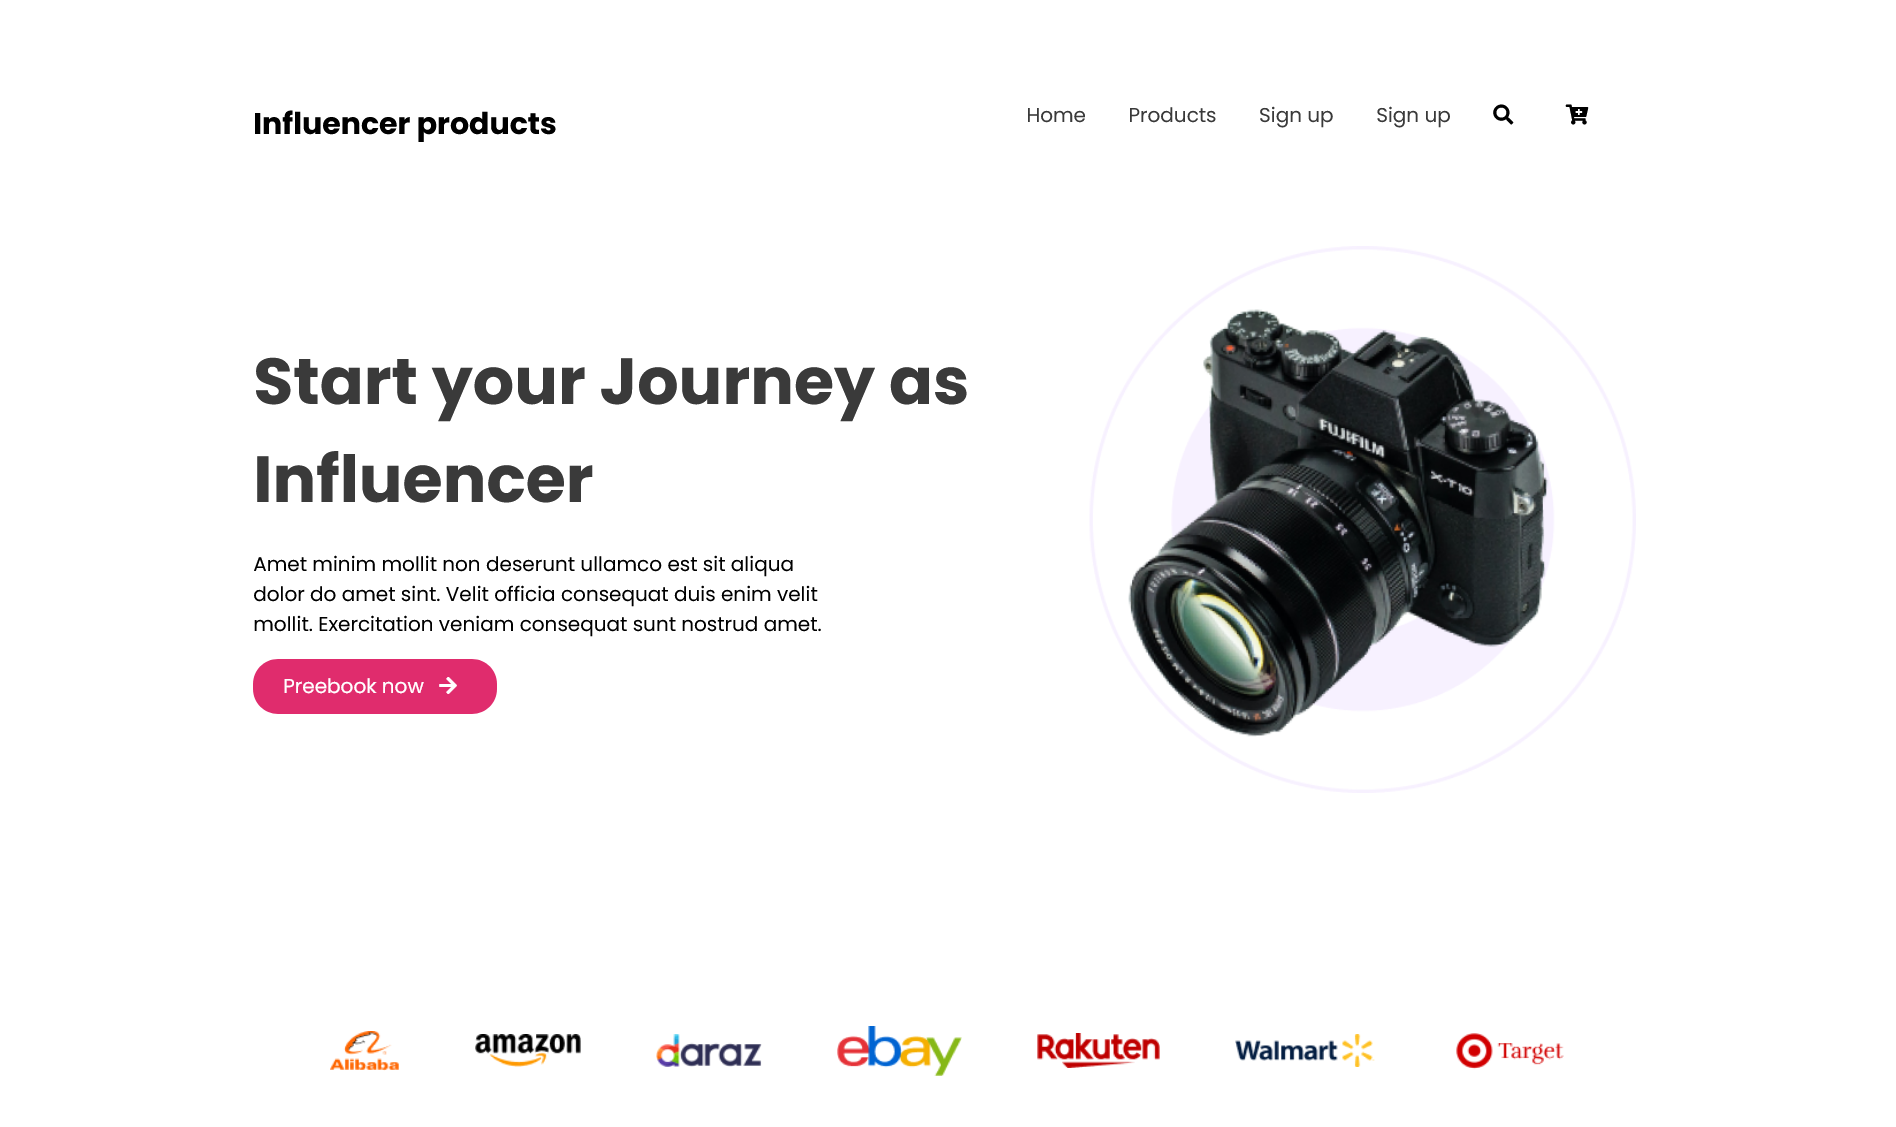 Influencer products
Home Products Sign up Sign up
Start your Journey as
Influencer
Amet minim mollit non deserunt ullamco est sit aliqua
dolor do amet sint. Velit officia consequat duis enim velit
mollit. Exercitation veniam consequat sunt nostrud amet.
Preebook now
FUJIFILM
X-T10
XF
Alibaba
amazon
daraz
ebay
Rakuten
Walmart
Target